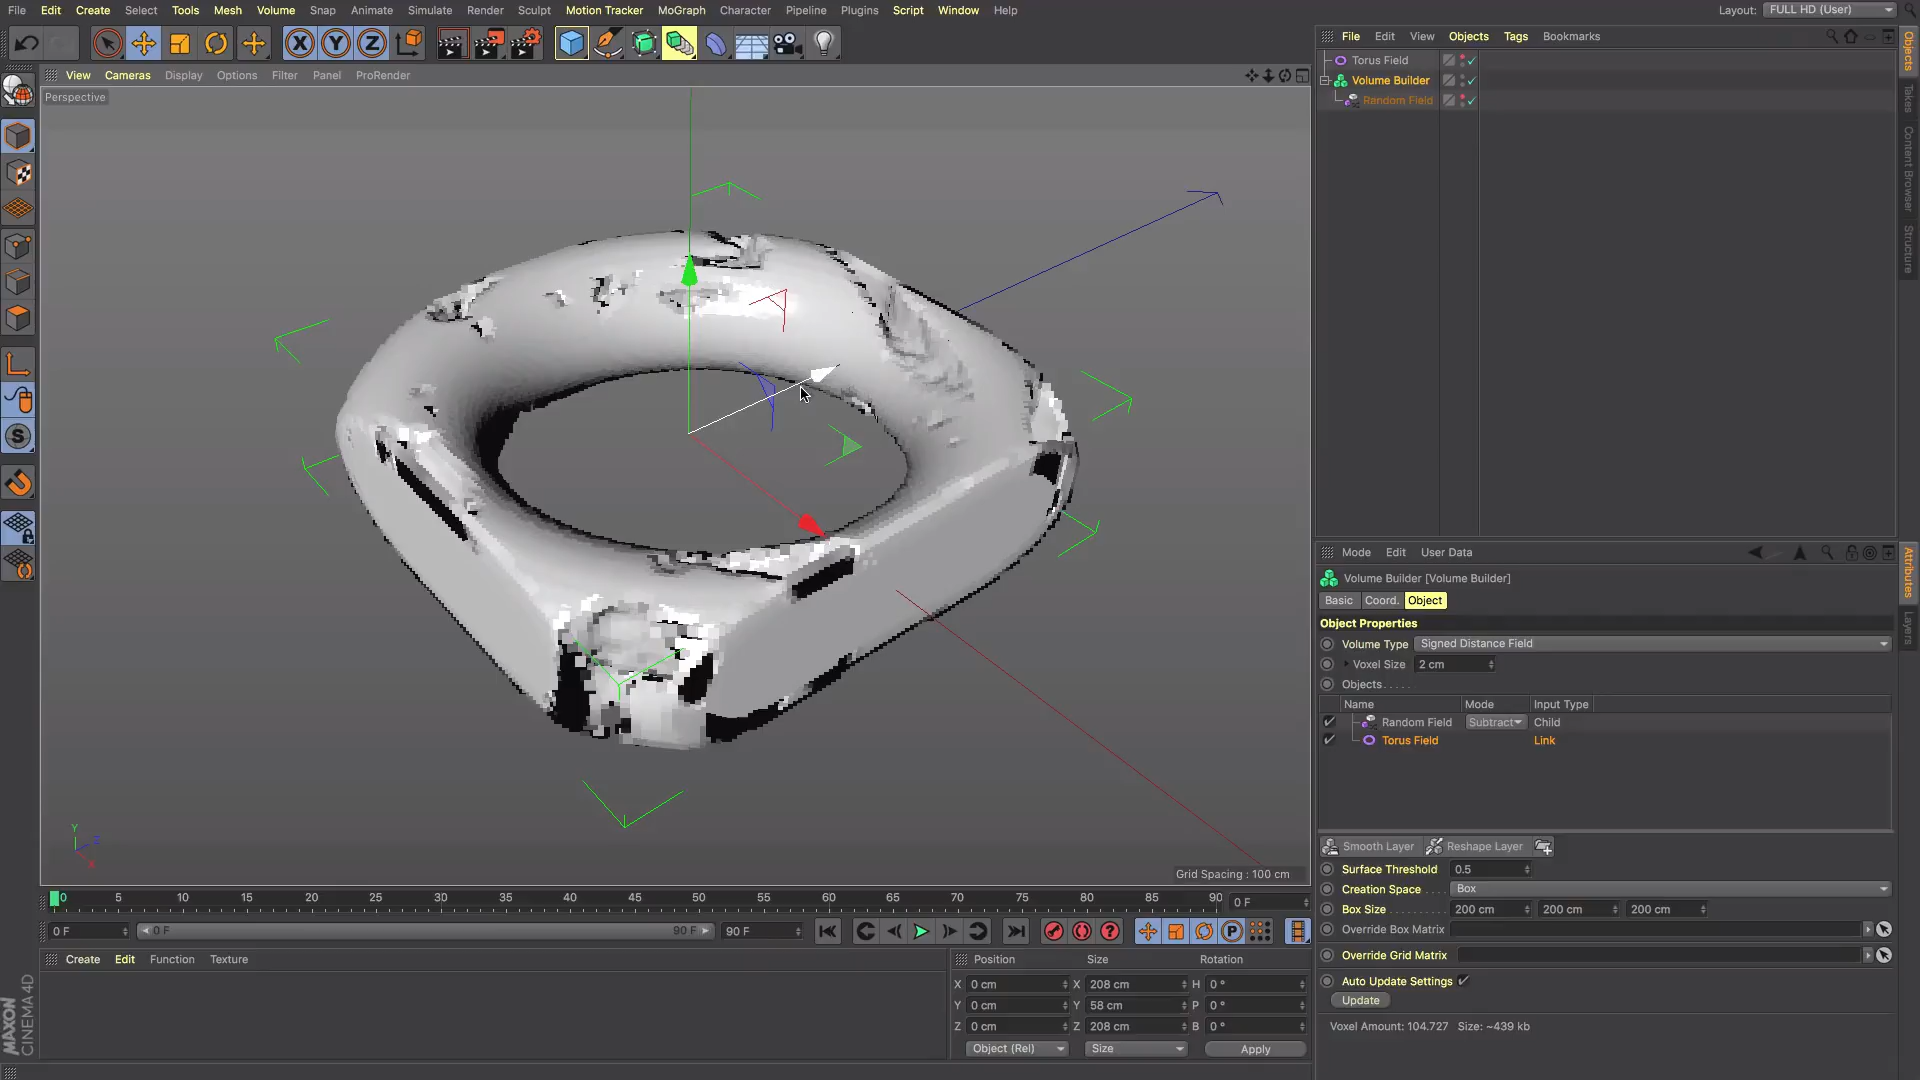 File Edit Create Select Tools Mesh Volume Snap Animate Simulate Render Sculpt Motion Tracker MoGraph Character Pipeline Plugins Script Window Help Layout: FULL HD (User)
X Y Z
View Cameras Display Options Filter Panel ProRender
Perspective
Grid Spacing : 100 cm
Y
Z
X
0 5 10 15 20 25 30 35 40 45 50 55 60 65 70 75 80 85 90 0 F
0 F 0 F 90 F 90 F
Create Edit Function Texture
MAXON CINEMA 4D
Position Size Rotation
X 0 cm X 208 cm H 0 °
Y 0 cm Y 58 cm P 0 °
Z 0 cm Z 208 cm B 0 °
Object (Rel) Size Apply
File Edit View Objects Tags Bookmarks
Torus Field
Volume Builder
Random Field
Objects
Takes
Content Browser
Structure
Mode Edit User Data
Volume Builder [Volume Builder]
Basic Coord. Object
Object Properties
Volume Type Signed Distance Field
Voxel Size 2 cm
Objects . . . . .
Name Mode Input Type
Random Field Subtract Child
Torus Field Link
Smooth Layer Reshape Layer
Surface Threshold 0.5
Creation Space . . . . Box
Box Size . . . . . . . . . . 200 cm 200 cm 200 cm
Override Box Matrix
Override Grid Matrix
Auto Update Settings
Update
Voxel Amount: 104.727 Size: ~439 kb
Attributes
Layers